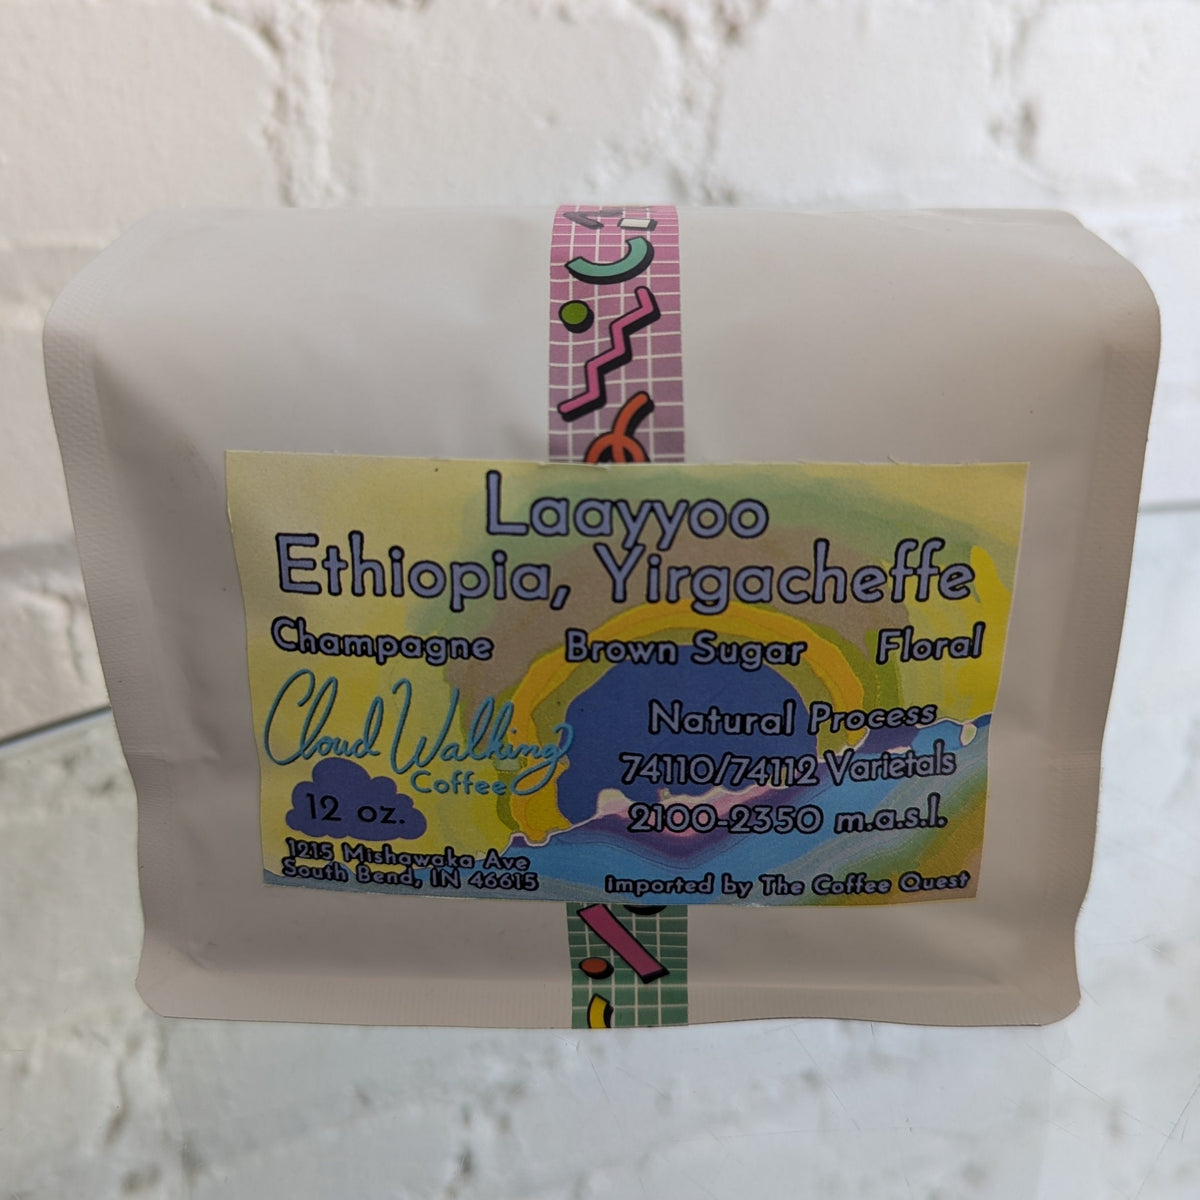 Laayyoo
Ethiopia, Yirgacheffe
Champagne Brown Sugar Floral
Cloud Walking
Coffee
12 oz.
1215 Mishawaka Ave
South Bend, IN 46615
Natural Process
74110/74112 Varietals
2100-2350 m.a.s.l.
Imported by The Coffee Quest